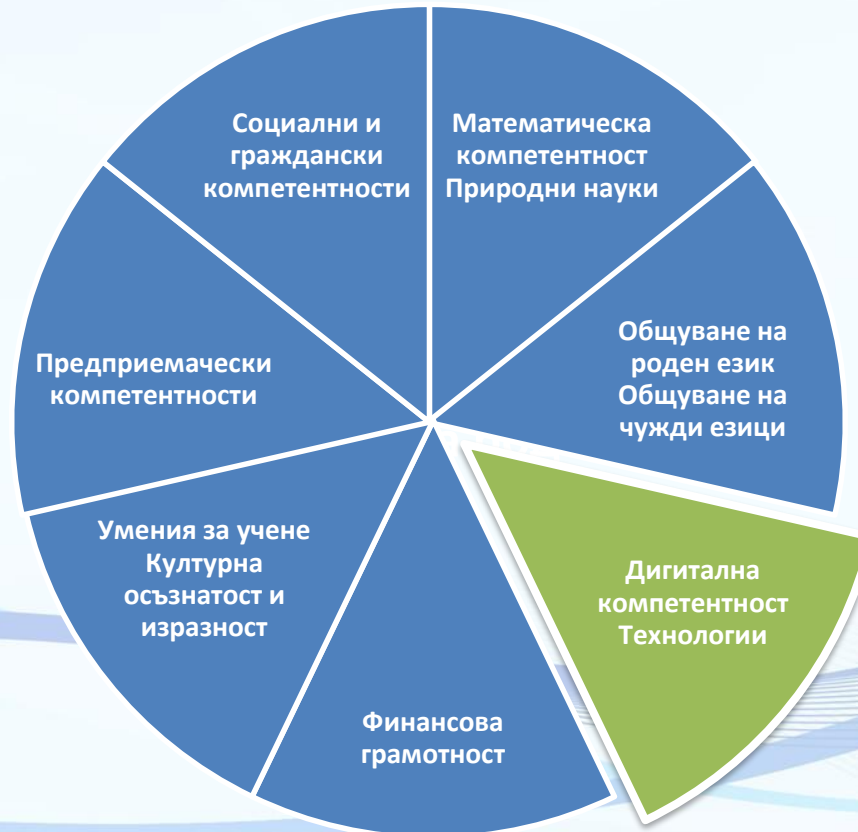 Социални и
граждански
компетентности
Математическа
компетентност
Природни науки
Общуване на
роден език
Общуване на
чужди езици
Предприемачески
компетентности
Умения за учене
Културна
осъзнатост и
изразност
Дигитална
компетентност
Технологии
Финансова
грамотност